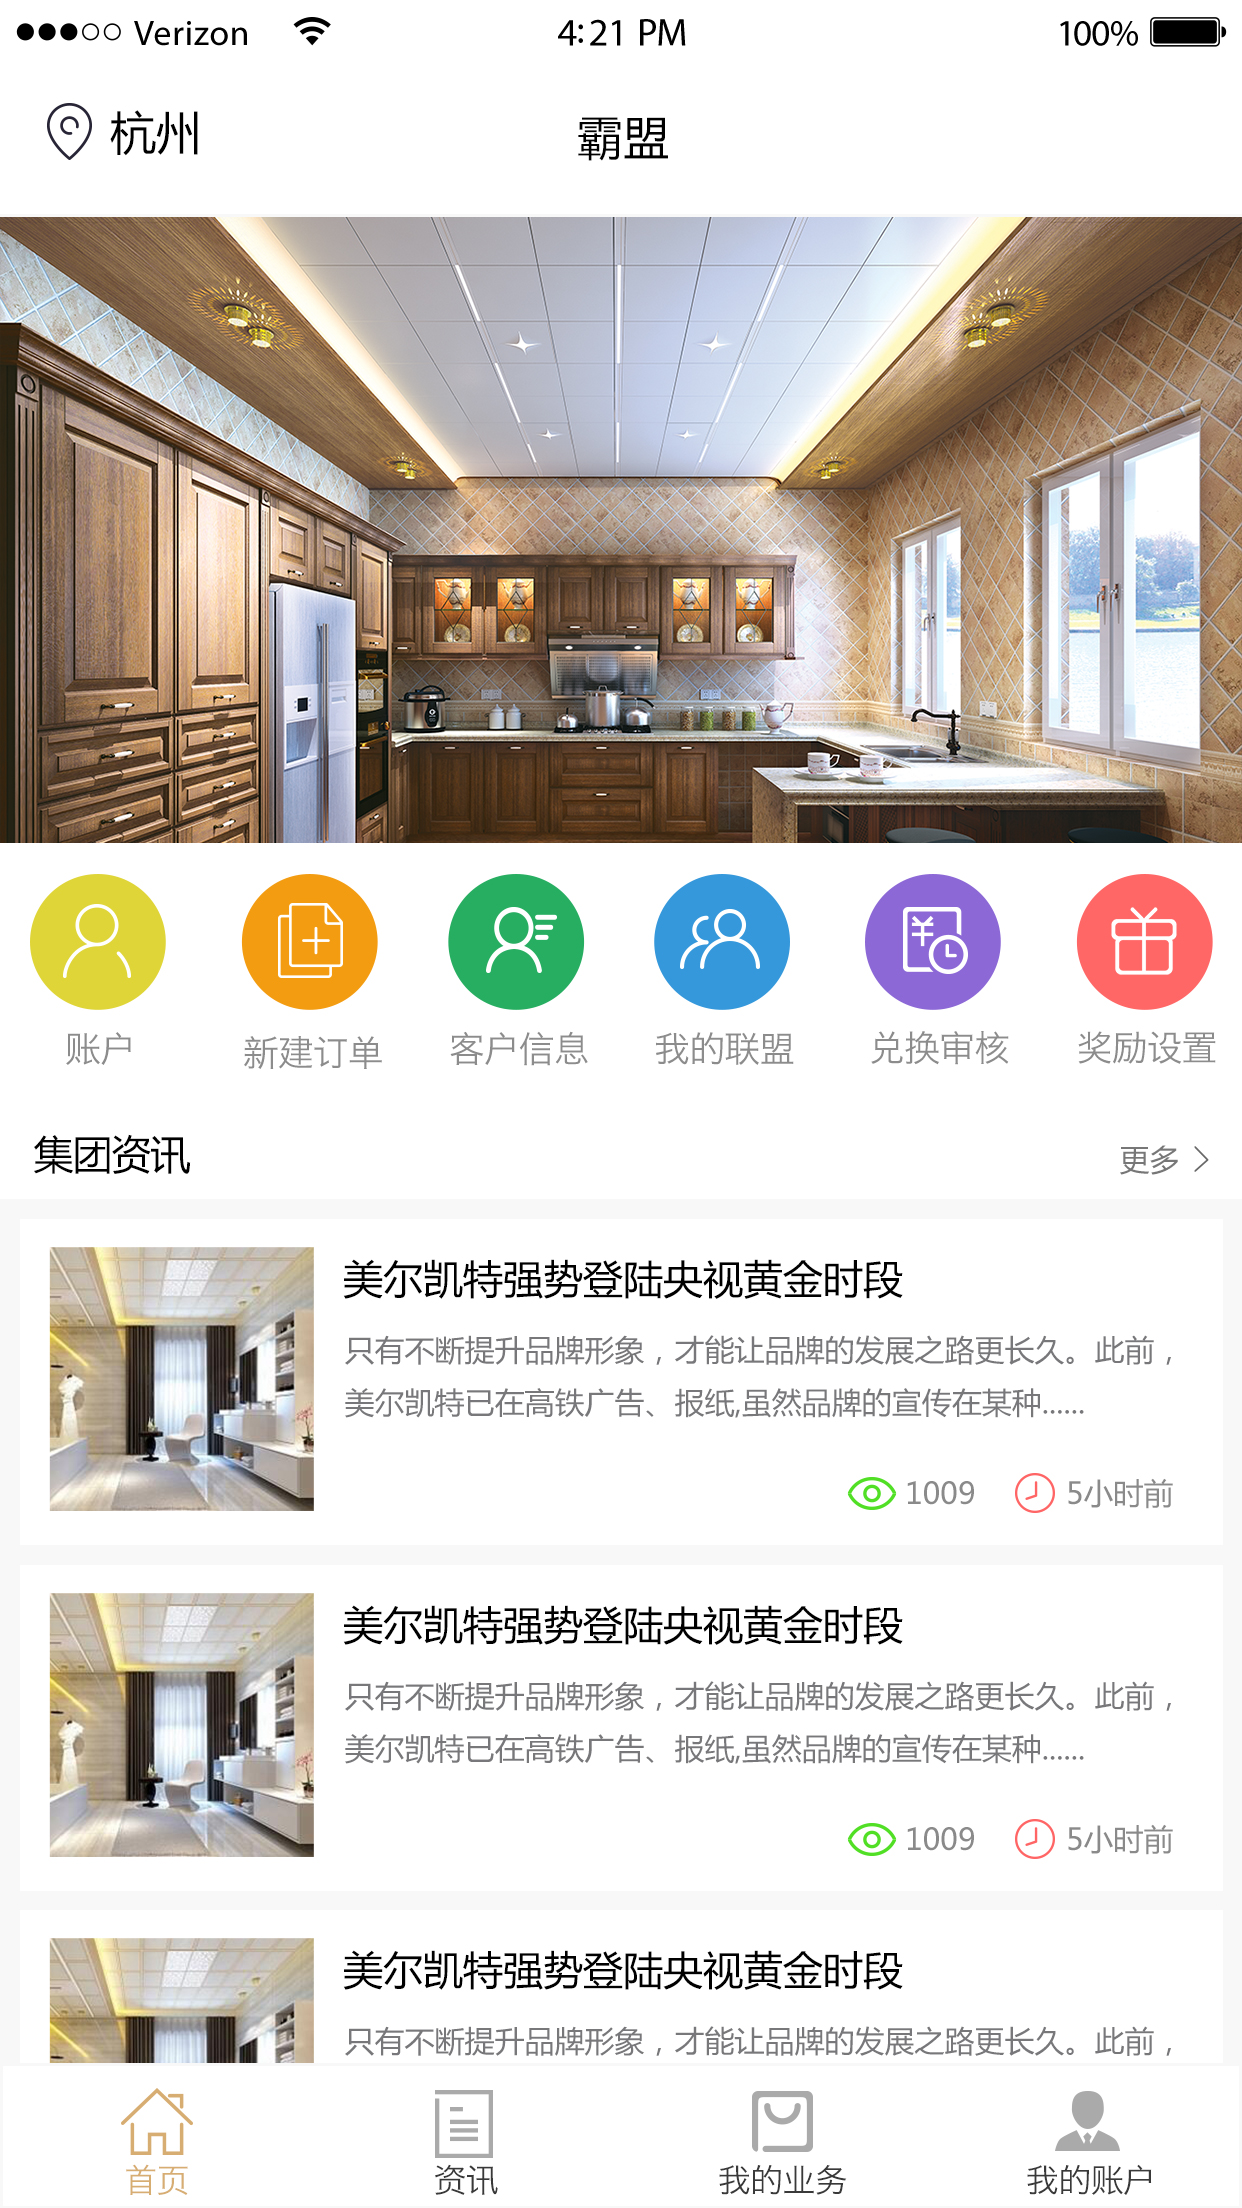 Verizon 4:21 PM 100%
杭州
霸盟
账户 新建订单 客户信息 我的联盟 兑换审核 奖励设置
集团资讯 更多
美尔凯特强势登陆央视黄金时段
只有不断提升品牌形象，才能让品牌的发展之路更长久。此前，
美尔凯特已在高铁广告、报纸,虽然品牌的宣传在某种......
1009 5小时前
美尔凯特强势登陆央视黄金时段
只有不断提升品牌形象，才能让品牌的发展之路更长久。此前，
美尔凯特已在高铁广告、报纸,虽然品牌的宣传在某种......
1009 5小时前
美尔凯特强势登陆央视黄金时段
只有不断提升品牌形象，才能让品牌的发展之路更长久。此前，
首页 资讯 我的业务 我的账户